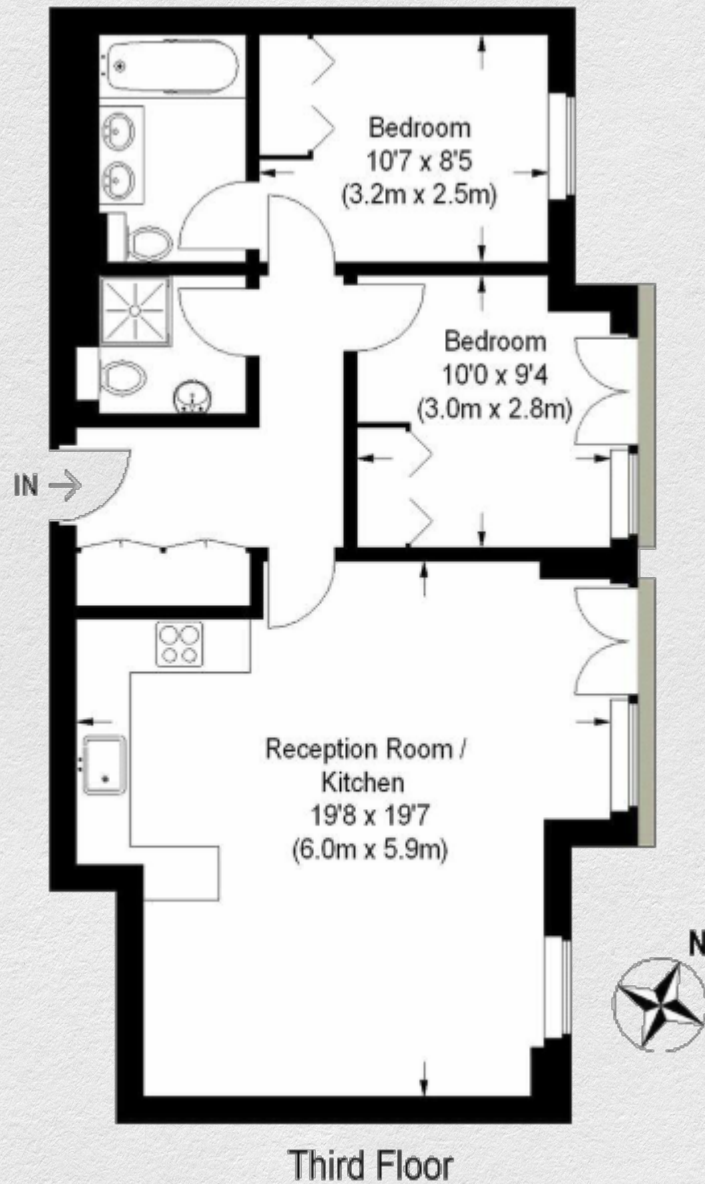 Bedroom
10'7 x 8'5
(3.2m x 2.5m)
Bedroom
10'0 x 9'4
(3.0m x 2.8m)
IN
Reception Room /
Kitchen
19'8 x 19'7
(6.0m x 5.9m)
N
Third Floor